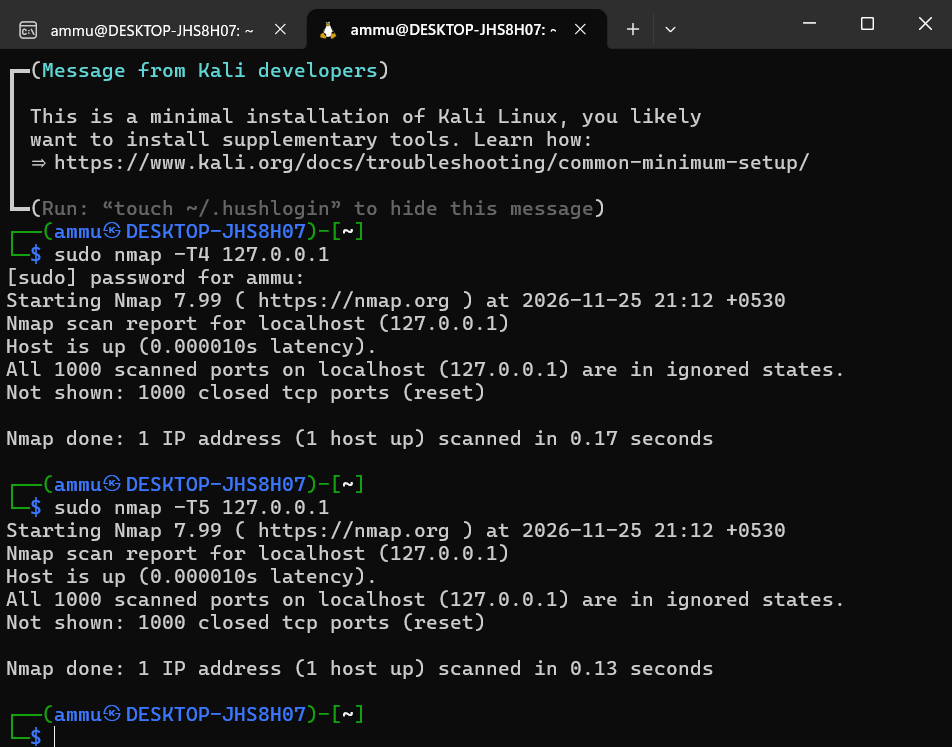 ammu@DESKTOP-JHS8H07: ~
ammu@DESKTOP-JHS8H07: ~
(Message from Kali developers)
This is a minimal installation of Kali Linux, you likely
want to install supplementary tools. Learn how:
⇒ https://www.kali.org/docs/troubleshooting/common-minimum-setup/
(Run: “touch ~/.hushlogin” to hide this message)
┌──(ammu㉿DESKTOP-JHS8H07)-[~]
└─$ sudo nmap -T4 127.0.0.1
[sudo] password for ammu:
Starting Nmap 7.99 ( https://nmap.org ) at 2026-11-25 21:12 +0530
Nmap scan report for localhost (127.0.0.1)
Host is up (0.000010s latency).
All 1000 scanned ports on localhost (127.0.0.1) are in ignored states.
Not shown: 1000 closed tcp ports (reset)
Nmap done: 1 IP address (1 host up) scanned in 0.17 seconds
┌──(ammu㉿DESKTOP-JHS8H07)-[~]
└─$ sudo nmap -T5 127.0.0.1
Starting Nmap 7.99 ( https://nmap.org ) at 2026-11-25 21:12 +0530
Nmap scan report for localhost (127.0.0.1)
Host is up (0.000010s latency).
All 1000 scanned ports on localhost (127.0.0.1) are in ignored states.
Not shown: 1000 closed tcp ports (reset)
Nmap done: 1 IP address (1 host up) scanned in 0.13 seconds
┌──(ammu㉿DESKTOP-JHS8H07)-[~]
└─$